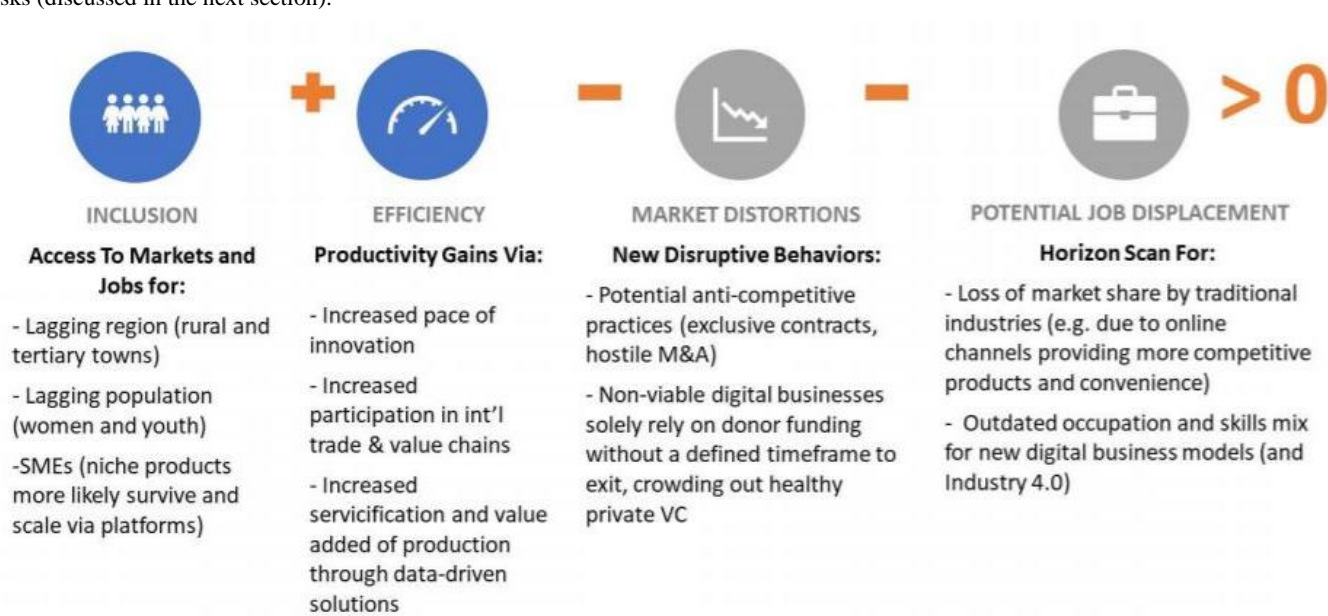 sks (discussed in the next section).
+ - - > 0
INCLUSION
Access To Markets and
Jobs for:
- Lagging region (rural and
tertiary towns)
- Lagging population
(women and youth)
-SMEs (niche products
more likely survive and
scale via platforms)
EFFICIENCY
Productivity Gains Via:
- Increased pace of
innovation
- Increased
participation in int'l
trade & value chains
- Increased
servicification and value
added of production
through data-driven
solutions
MARKET DISTORTIONS
New Disruptive Behaviors:
- Potential anti-competitive
practices (exclusive contracts,
hostile M&A)
- Non-viable digital businesses
solely rely on donor funding
without a defined timeframe to
exit, crowding out healthy
private VC
POTENTIAL JOB DISPLACEMENT
Horizon Scan For:
- Loss of market share by traditional
industries (e.g. due to online
channels providing more competitive
products and convenience)
- Outdated occupation and skills mix
for new digital business models (and
Industry 4.0)